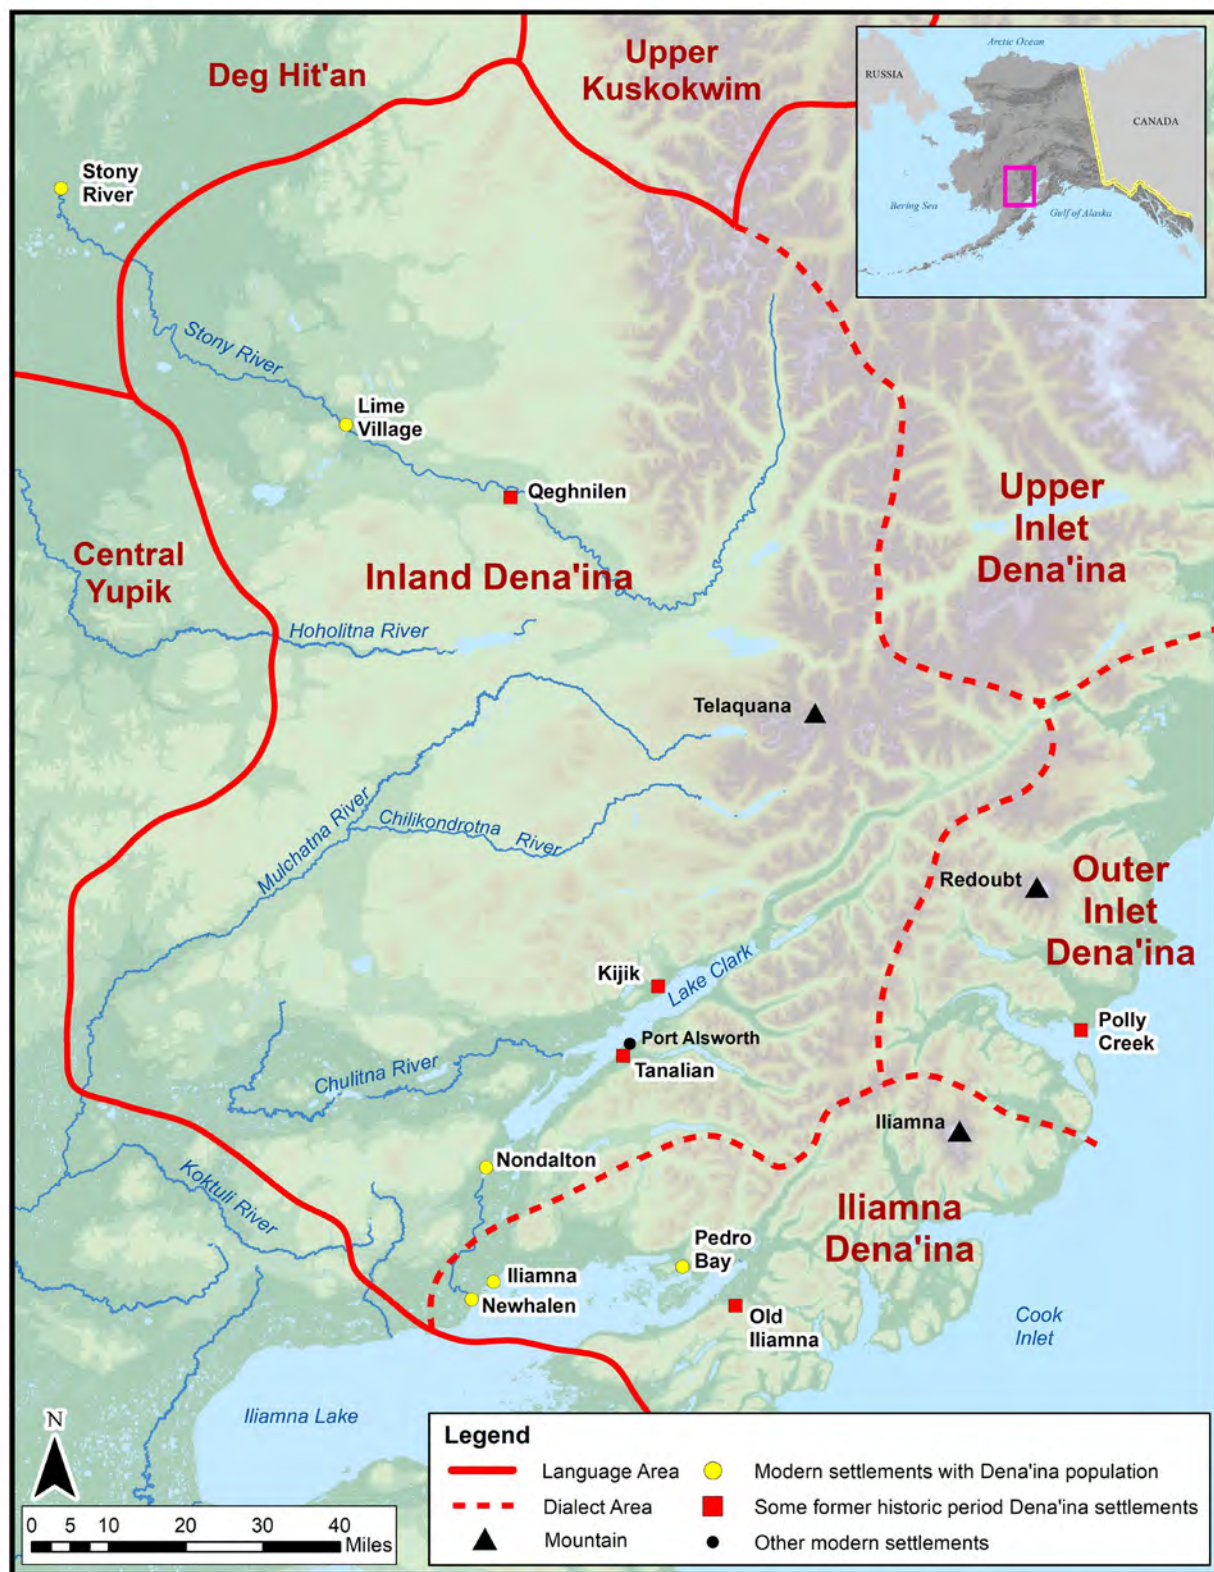 Deg Hit'an
Upper
Kuskokwim
Arctic Ocean
RUSSIA
CANADA
Bering Sea
Gulf of Alaska
Stony
River
Stony River
Lime
Village
Qeghnilen
Upper
Inlet
Dena'ina
Central
Yupik
Inland Dena'ina
Hoholitna River
Telaquana
Mulchatna River
Chilikondrotna River
Redoubt
Outer
Inlet
Dena'ina
Kijik
Lake Clark
Polly
Creek
Port Alsworth
Tanalian
Chulitna River
Iliamna
Nondalton
Koktuli River
Iliamna
Dena'ina
Pedro
Bay
Iliamna
Newhalen
Old
Iliamna
Cook
Inlet
Iliamna Lake
N
0 5 10 20 30 40
Miles
Legend
Language Area
Modern settlements with Dena'ina population
Dialect Area
Some former historic period Dena'ina settlements
Mountain
Other modern settlements